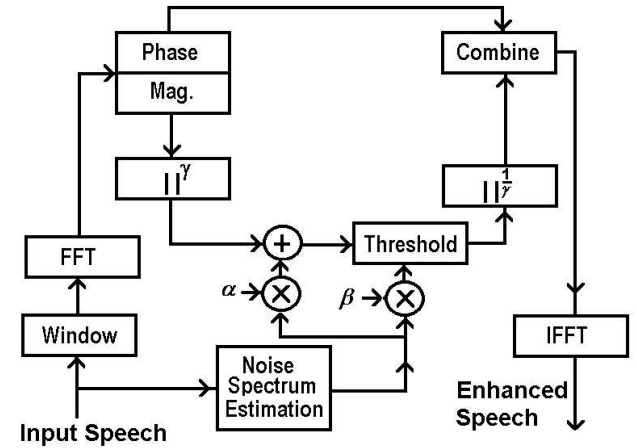 Phase
Mag.
Combine
||γ
||1/γ
FFT
+
Threshold
α
×
β
×
Window
IFFT
Noise
Spectrum
Estimation
Enhanced
Speech
Input Speech